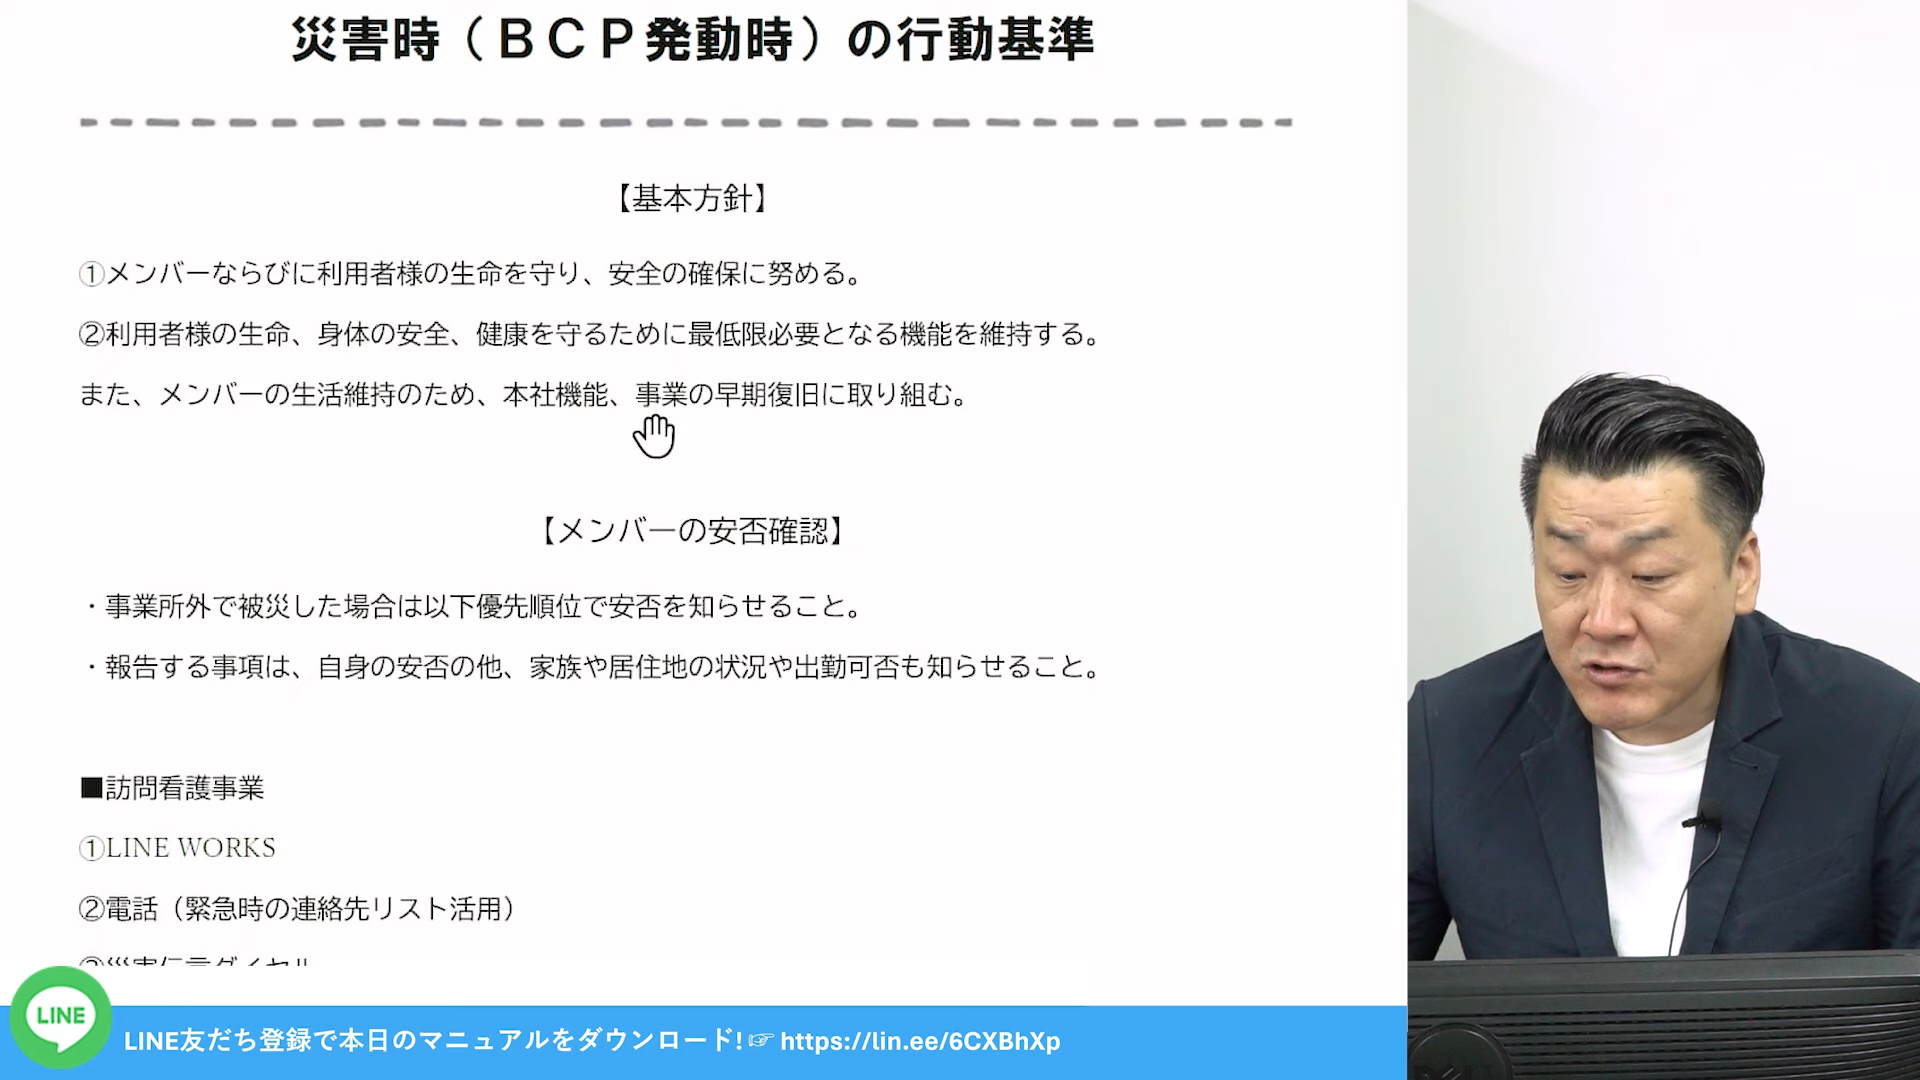 災害時（ＢＣＰ発動時）の行動基準
【基本方針】
①メンバーならびに利用者様の生命を守り、安全の確保に努める。
②利用者様の生命、身体の安全、健康を守るために最低限必要となる機能を維持する。
また、メンバーの生活維持のため、本社機能、事業の早期復旧に取り組む。
【メンバーの安否確認】
・事業所外で被災した場合は以下優先順位で安否を知らせること。
・報告する事項は、自身の安否の他、家族や居住地の状況や出勤可否も知らせること。
■訪問看護事業
①LINE WORKS
②電話（緊急時の連絡先リスト活用）
LINE
LINE友だち登録で本日のマニュアルをダウンロード!☞ https://lin.ee/6CXBhXp